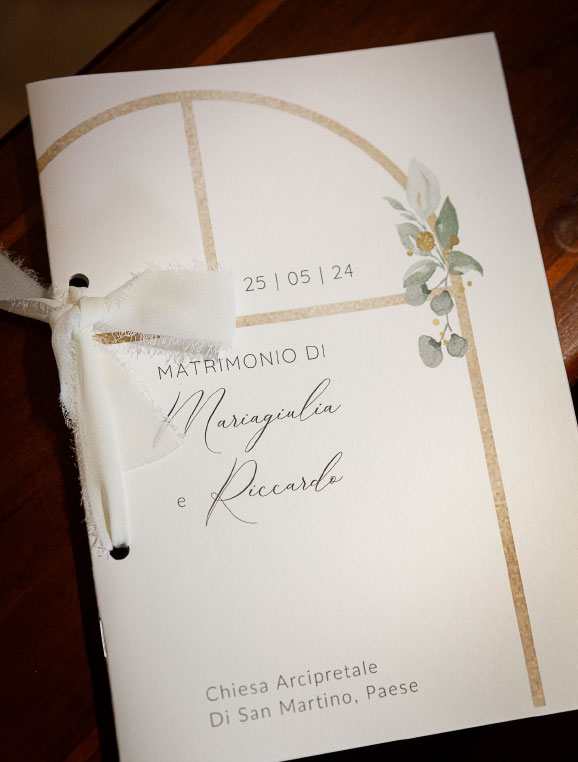 25 | 05 | 24
MATRIMONIO DI
Mariagiulia
e Riccardo
Chiesa Arcipretale
Di San Martino, Paese